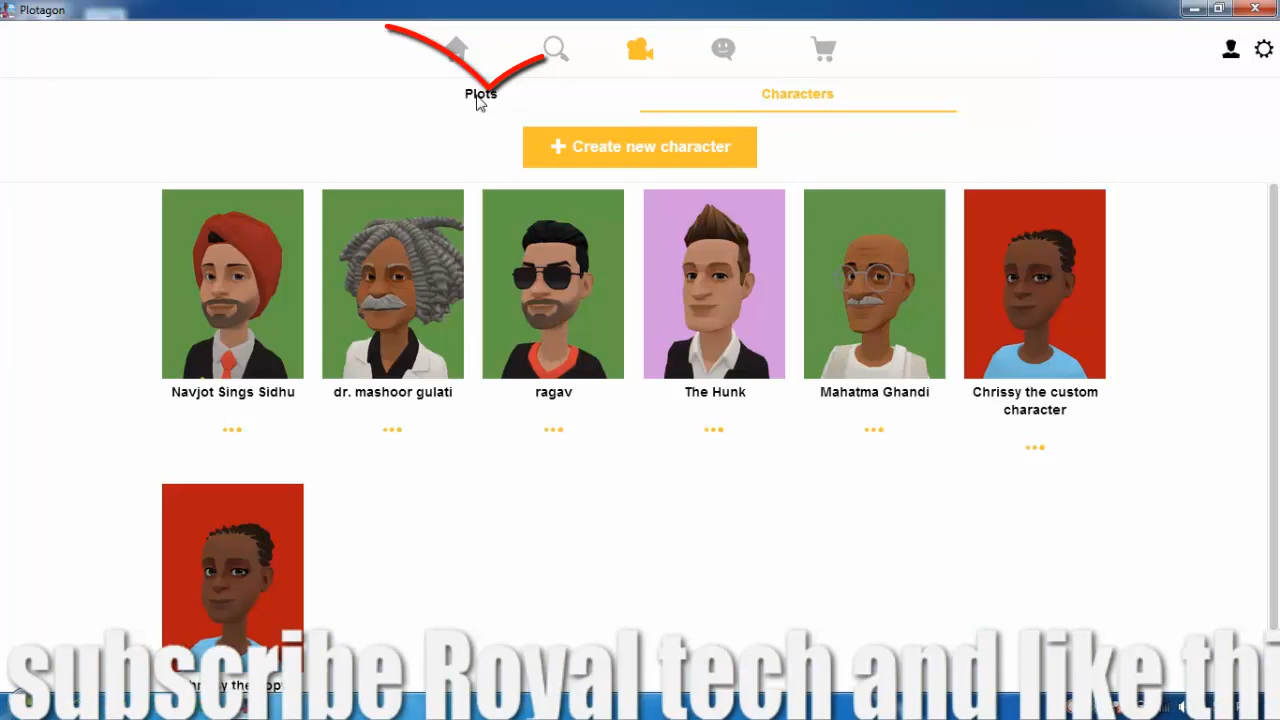 Plotagon
Plots
Characters
Create new character
Navjot Sings Sidhu
dr. mashoor gulati
ragav
The Hunk
Mahatma Ghandi
Chrissy the custom
character
subscribe Royal tech and like thi